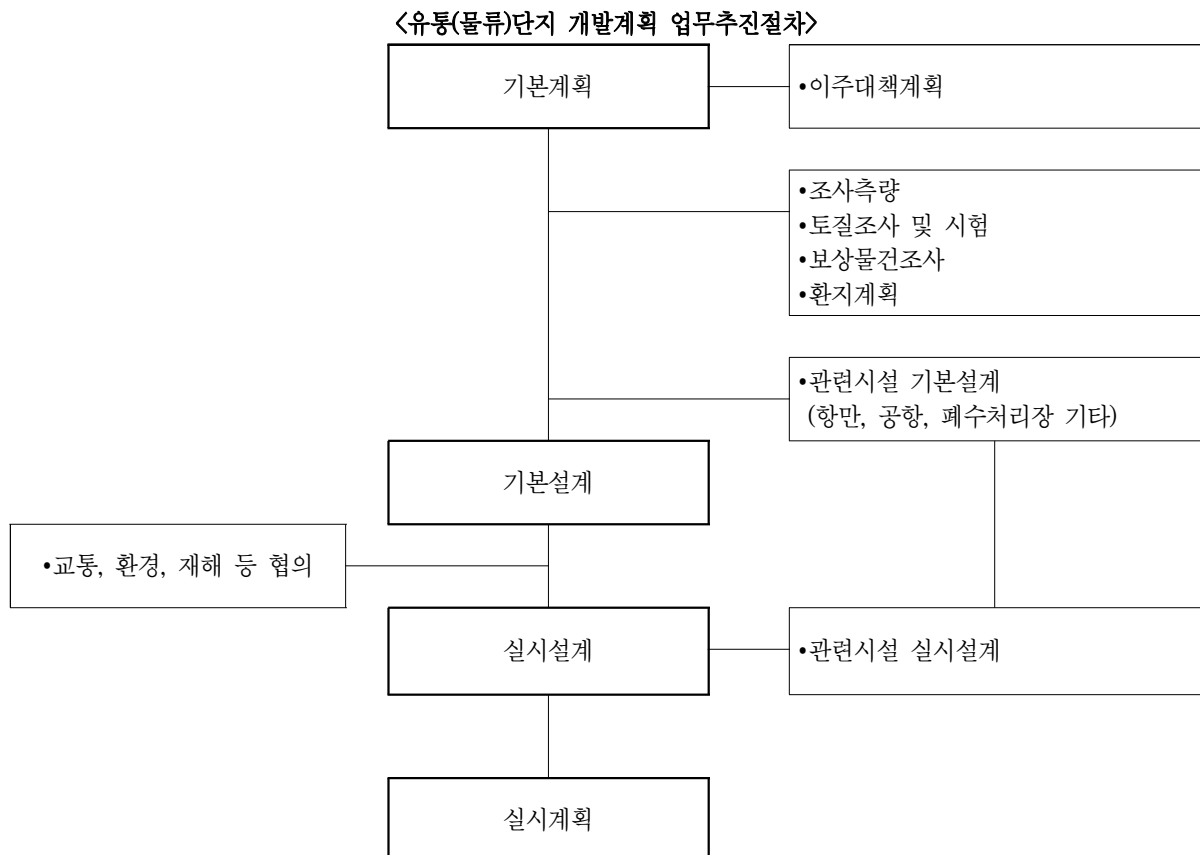 <유통(물류)단지 개발계획 업무추진절차>
기본계획
•이주대책계획
•조사측량
•토질조사 및 시험
•보상물건조사
•환지계획
•관련시설 기본설계
(항만, 공항, 폐수처리장 기타)
기본설계
•교통, 환경, 재해 등 협의
실시설계
•관련시설 실시설계
실시계획